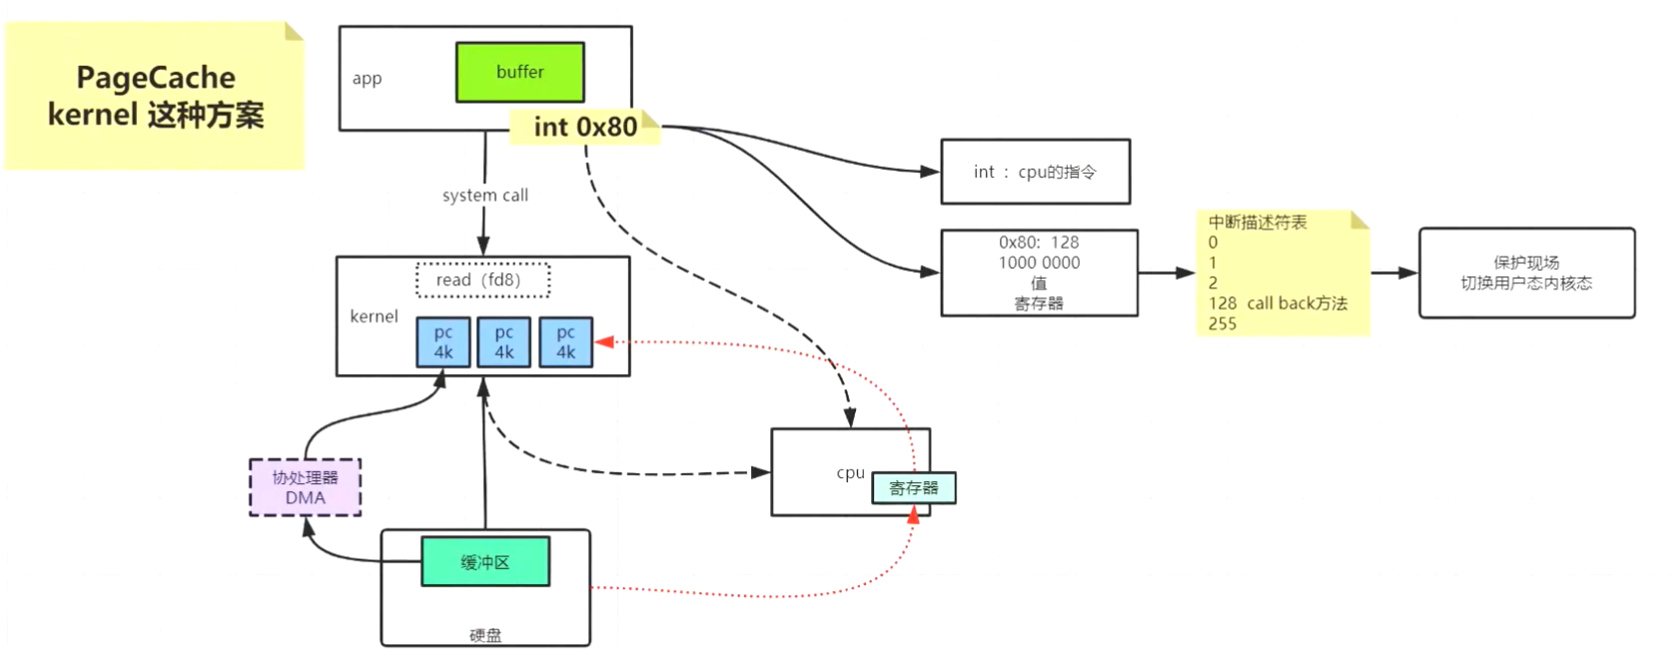 PageCache
kernel 这种方案
app
buffer
int 0x80
system call
int ：cpu的指令
0x80：128
1000 0000
值
寄存器
中断描述符表
0
1
2
128 call back方法
255
保护现场
切换用户态内核态
read（fd8）
kernel
pc
4k
pc
4k
pc
4k
cpu
寄存器
协处理器
DMA
缓冲区
硬盘